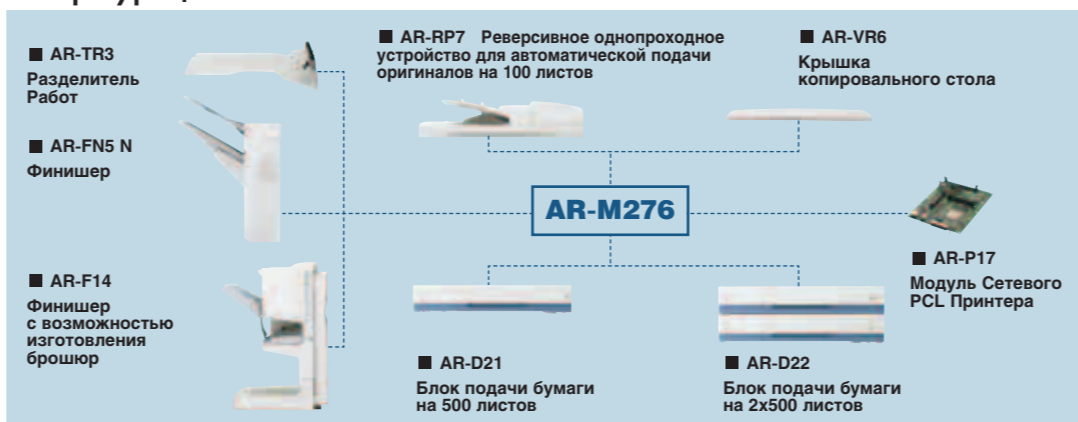 ■ AR-TR3
Разделитель
Работ
■ AR-FN5 N
Финишер
■ AR-F14
Финишер
с возможностью
изготовления
брошюр
■ AR-RP7 Реверсивное однопроходное
устройство для автоматической подачи
оригиналов на 100 листов
■ AR-VR6
Крышка
копировального стола
AR-M276
■ AR-P17
Модуль Сетевого
PCL Принтера
■ AR-D21
Блок подачи бумаги
на 500 листов
■ AR-D22
Блок подачи бумаги
на 2x500 листов